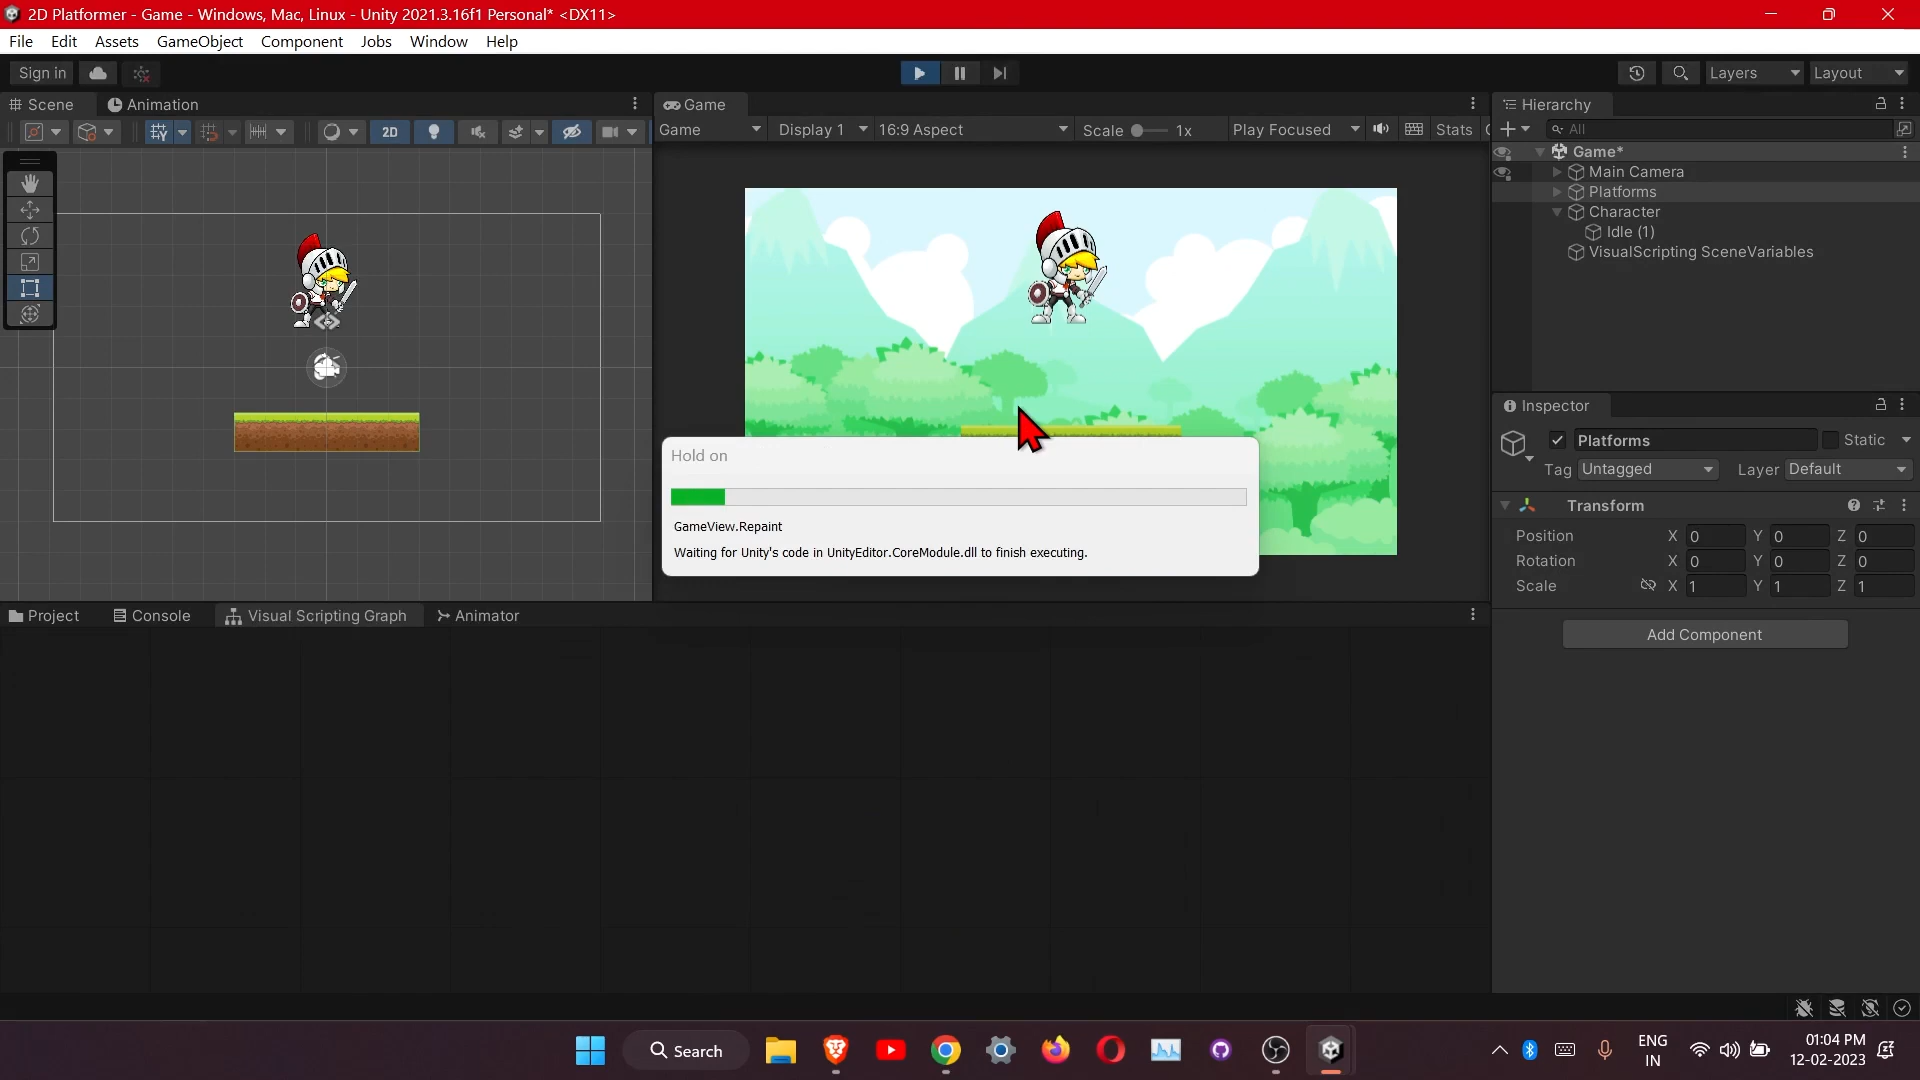 2D Platformer - Game - Windows, Mac, Linux - Unity 2021.3.16f1 Personal* <DX11>
File Edit Assets GameObject Component Jobs Window Help
Sign in Layers Layout
Scene Animation Game Hierarchy
2D Game Display 1 16:9 Aspect Scale 1x Play Focused Stats All
Game*
Main Camera
Platforms
Character
Idle (1)
VisualScripting SceneVariables
Inspector
Platforms Static
Tag Untagged Layer Default
Hold on
GameView.Repaint
Waiting for Unity's code in UnityEditor.CoreModule.dll to finish executing.
Transform
Position X 0 Y 0 Z 0
Rotation X 0 Y 0 Z 0
Scale X 1 Y 1 Z 1
Add Component
Project Console Visual Scripting Graph Animator
Search
ENG
IN
01:04 PM
12-02-2023